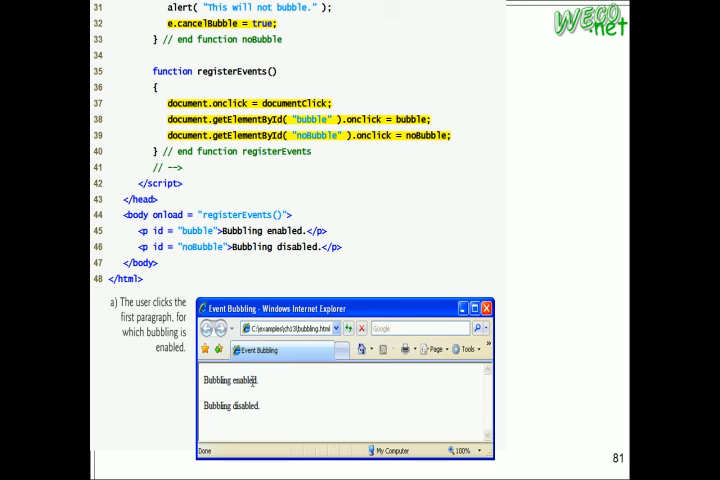 31 alert( "This will not bubble." );
32 e.cancelBubble = true;
33 } // end function noBubble
34
35 function registerEvents()
36 {
37 document.onclick = documentClick;
38 document.getElementById( "bubble" ).onclick = bubble;
39 document.getElementById( "noBubble" ).onclick = noBubble;
40 } // end function registerEvents
41 // -->
42 </script>
43 </head>
44 <body onload = "registerEvents()">
45 <p id = "bubble">Bubbling enabled.</p>
46 <p id = "noBubble">Bubbling disabled.</p>
47 </body>
48 </html>
WECO
.net
a) The user clicks the
first paragraph, for
which bubbling is
enabled.
Event Bubbling - Windows Internet Explorer
C:\examples\ch13\bubbling.html
Google
Event Bubbling
Page
Tools
Bubbling enabled.
Bubbling disabled.
Done
My Computer
100%
81